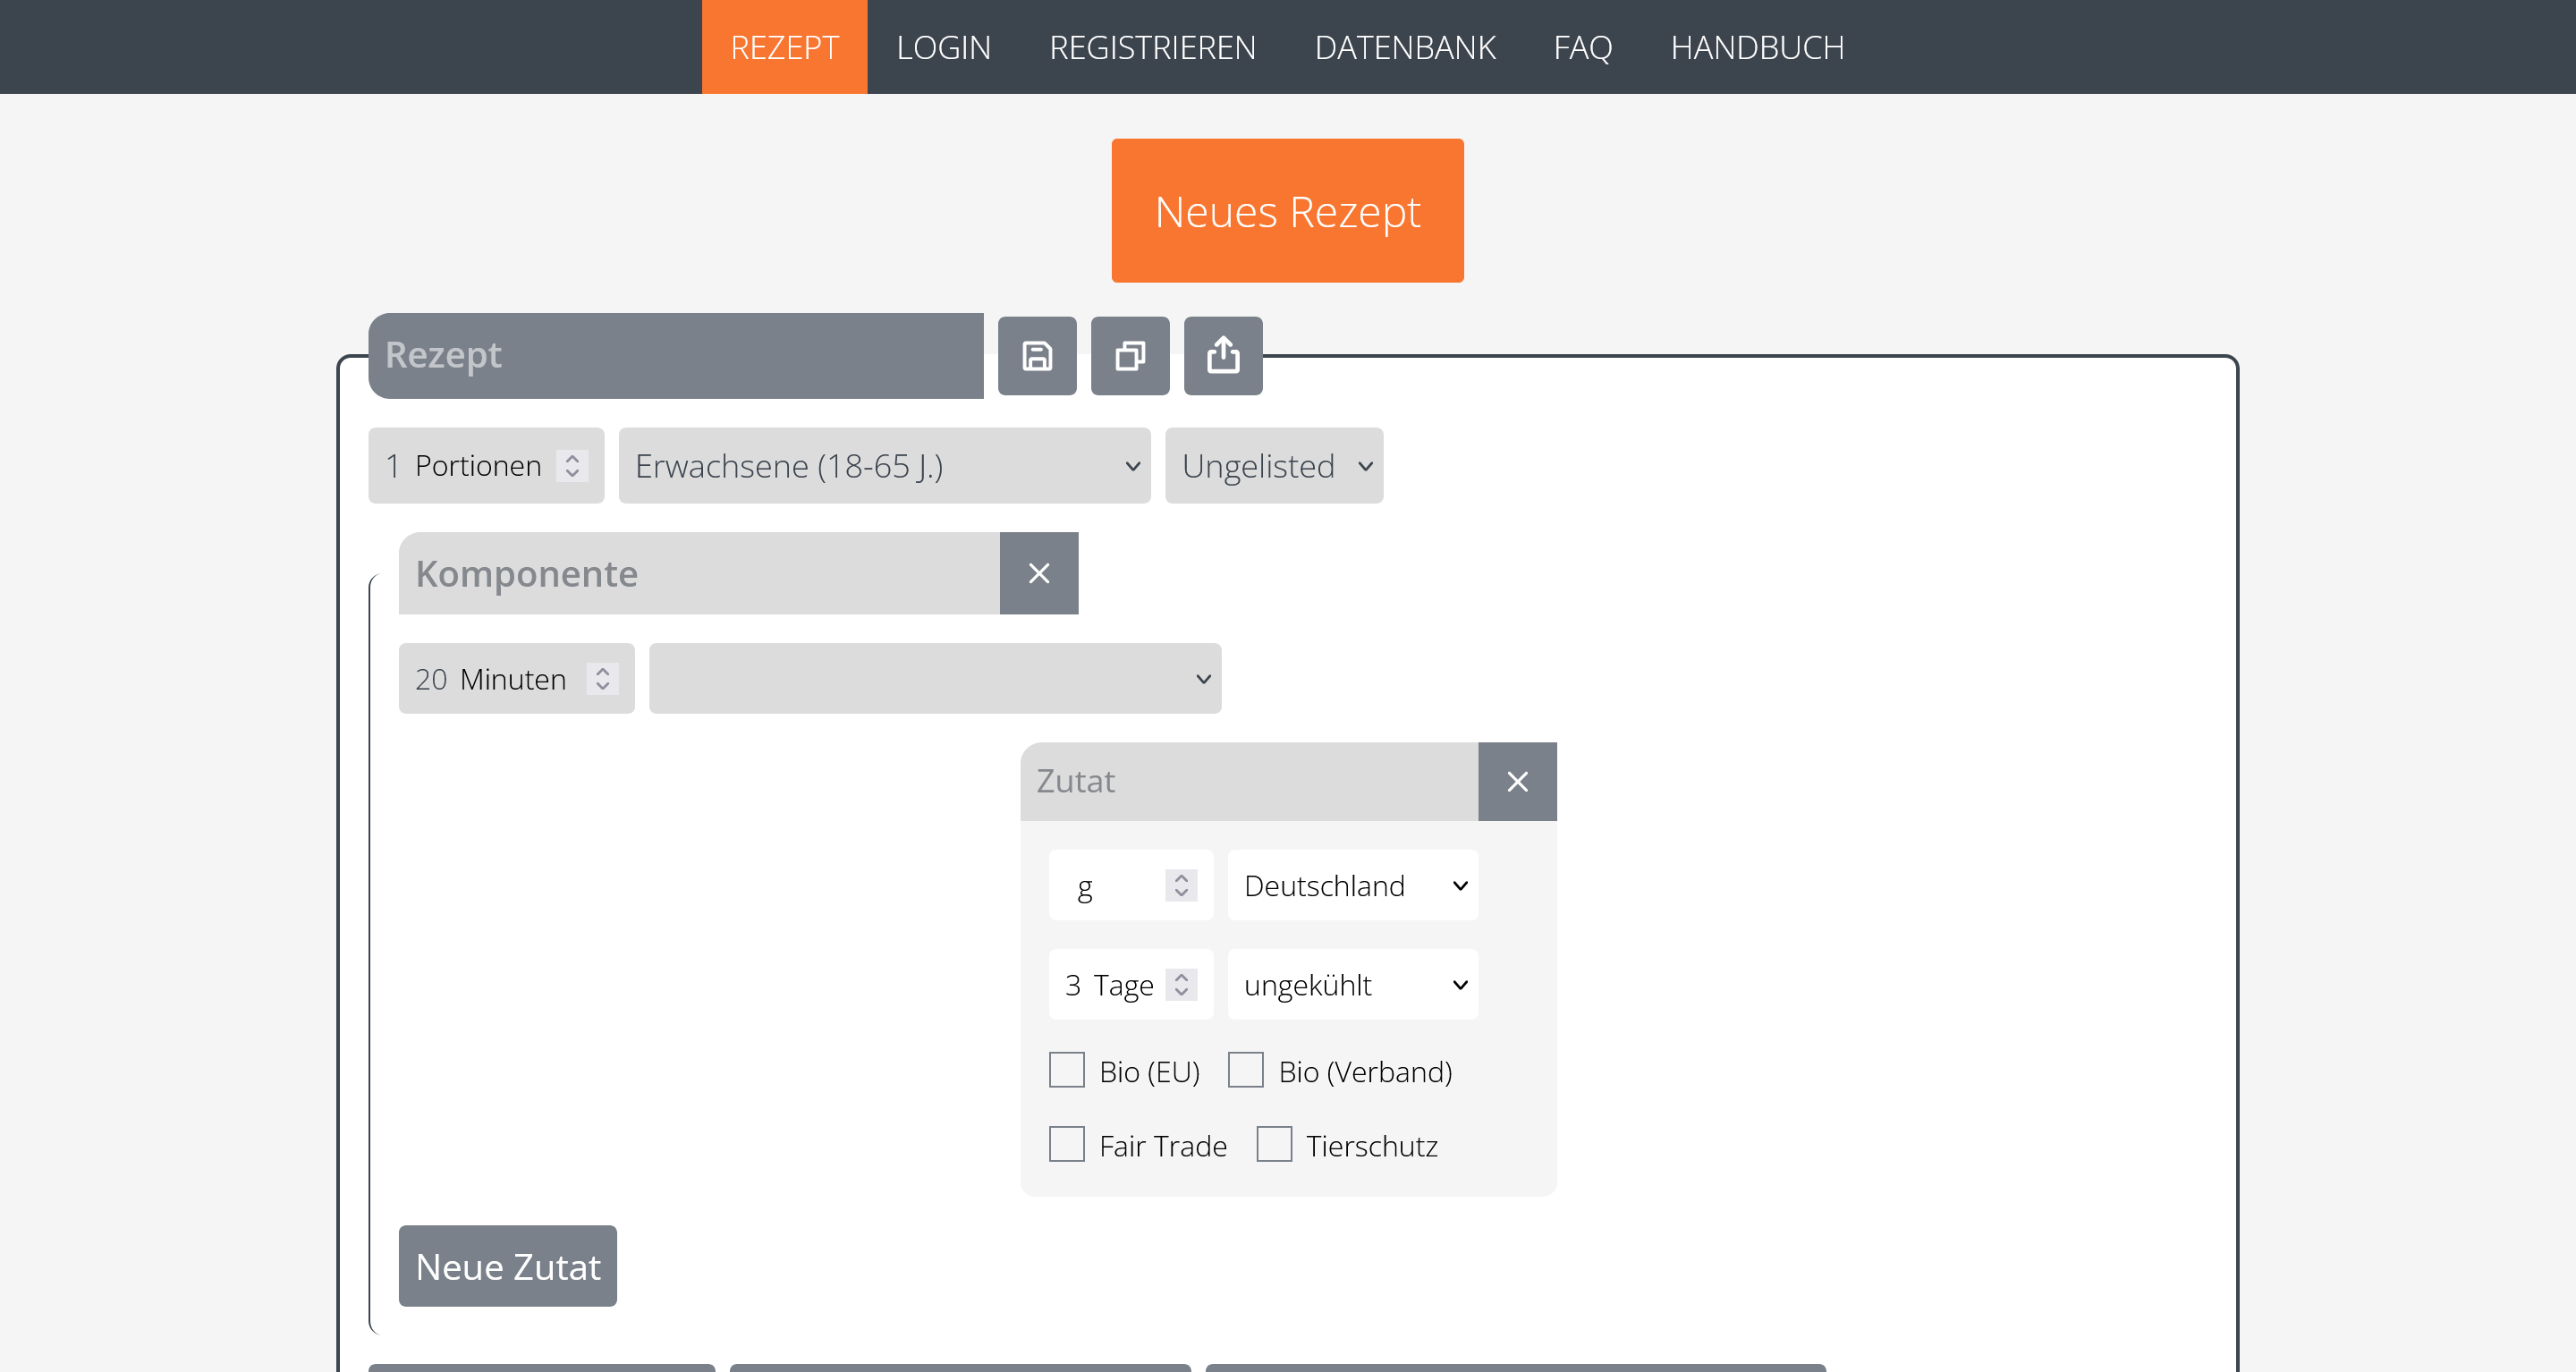 REZEPT LOGIN REGISTRIEREN DATENBANK FAQ HANDBUCH
Neues Rezept
Rezept
1 Portionen Erwachsene (18-65 J.) Ungelisted
Komponente
20 Minuten
Zutat
g Deutschland
3 Tage ungekühlt
Bio (EU) Bio (Verband)
Fair Trade Tierschutz
Neue Zutat